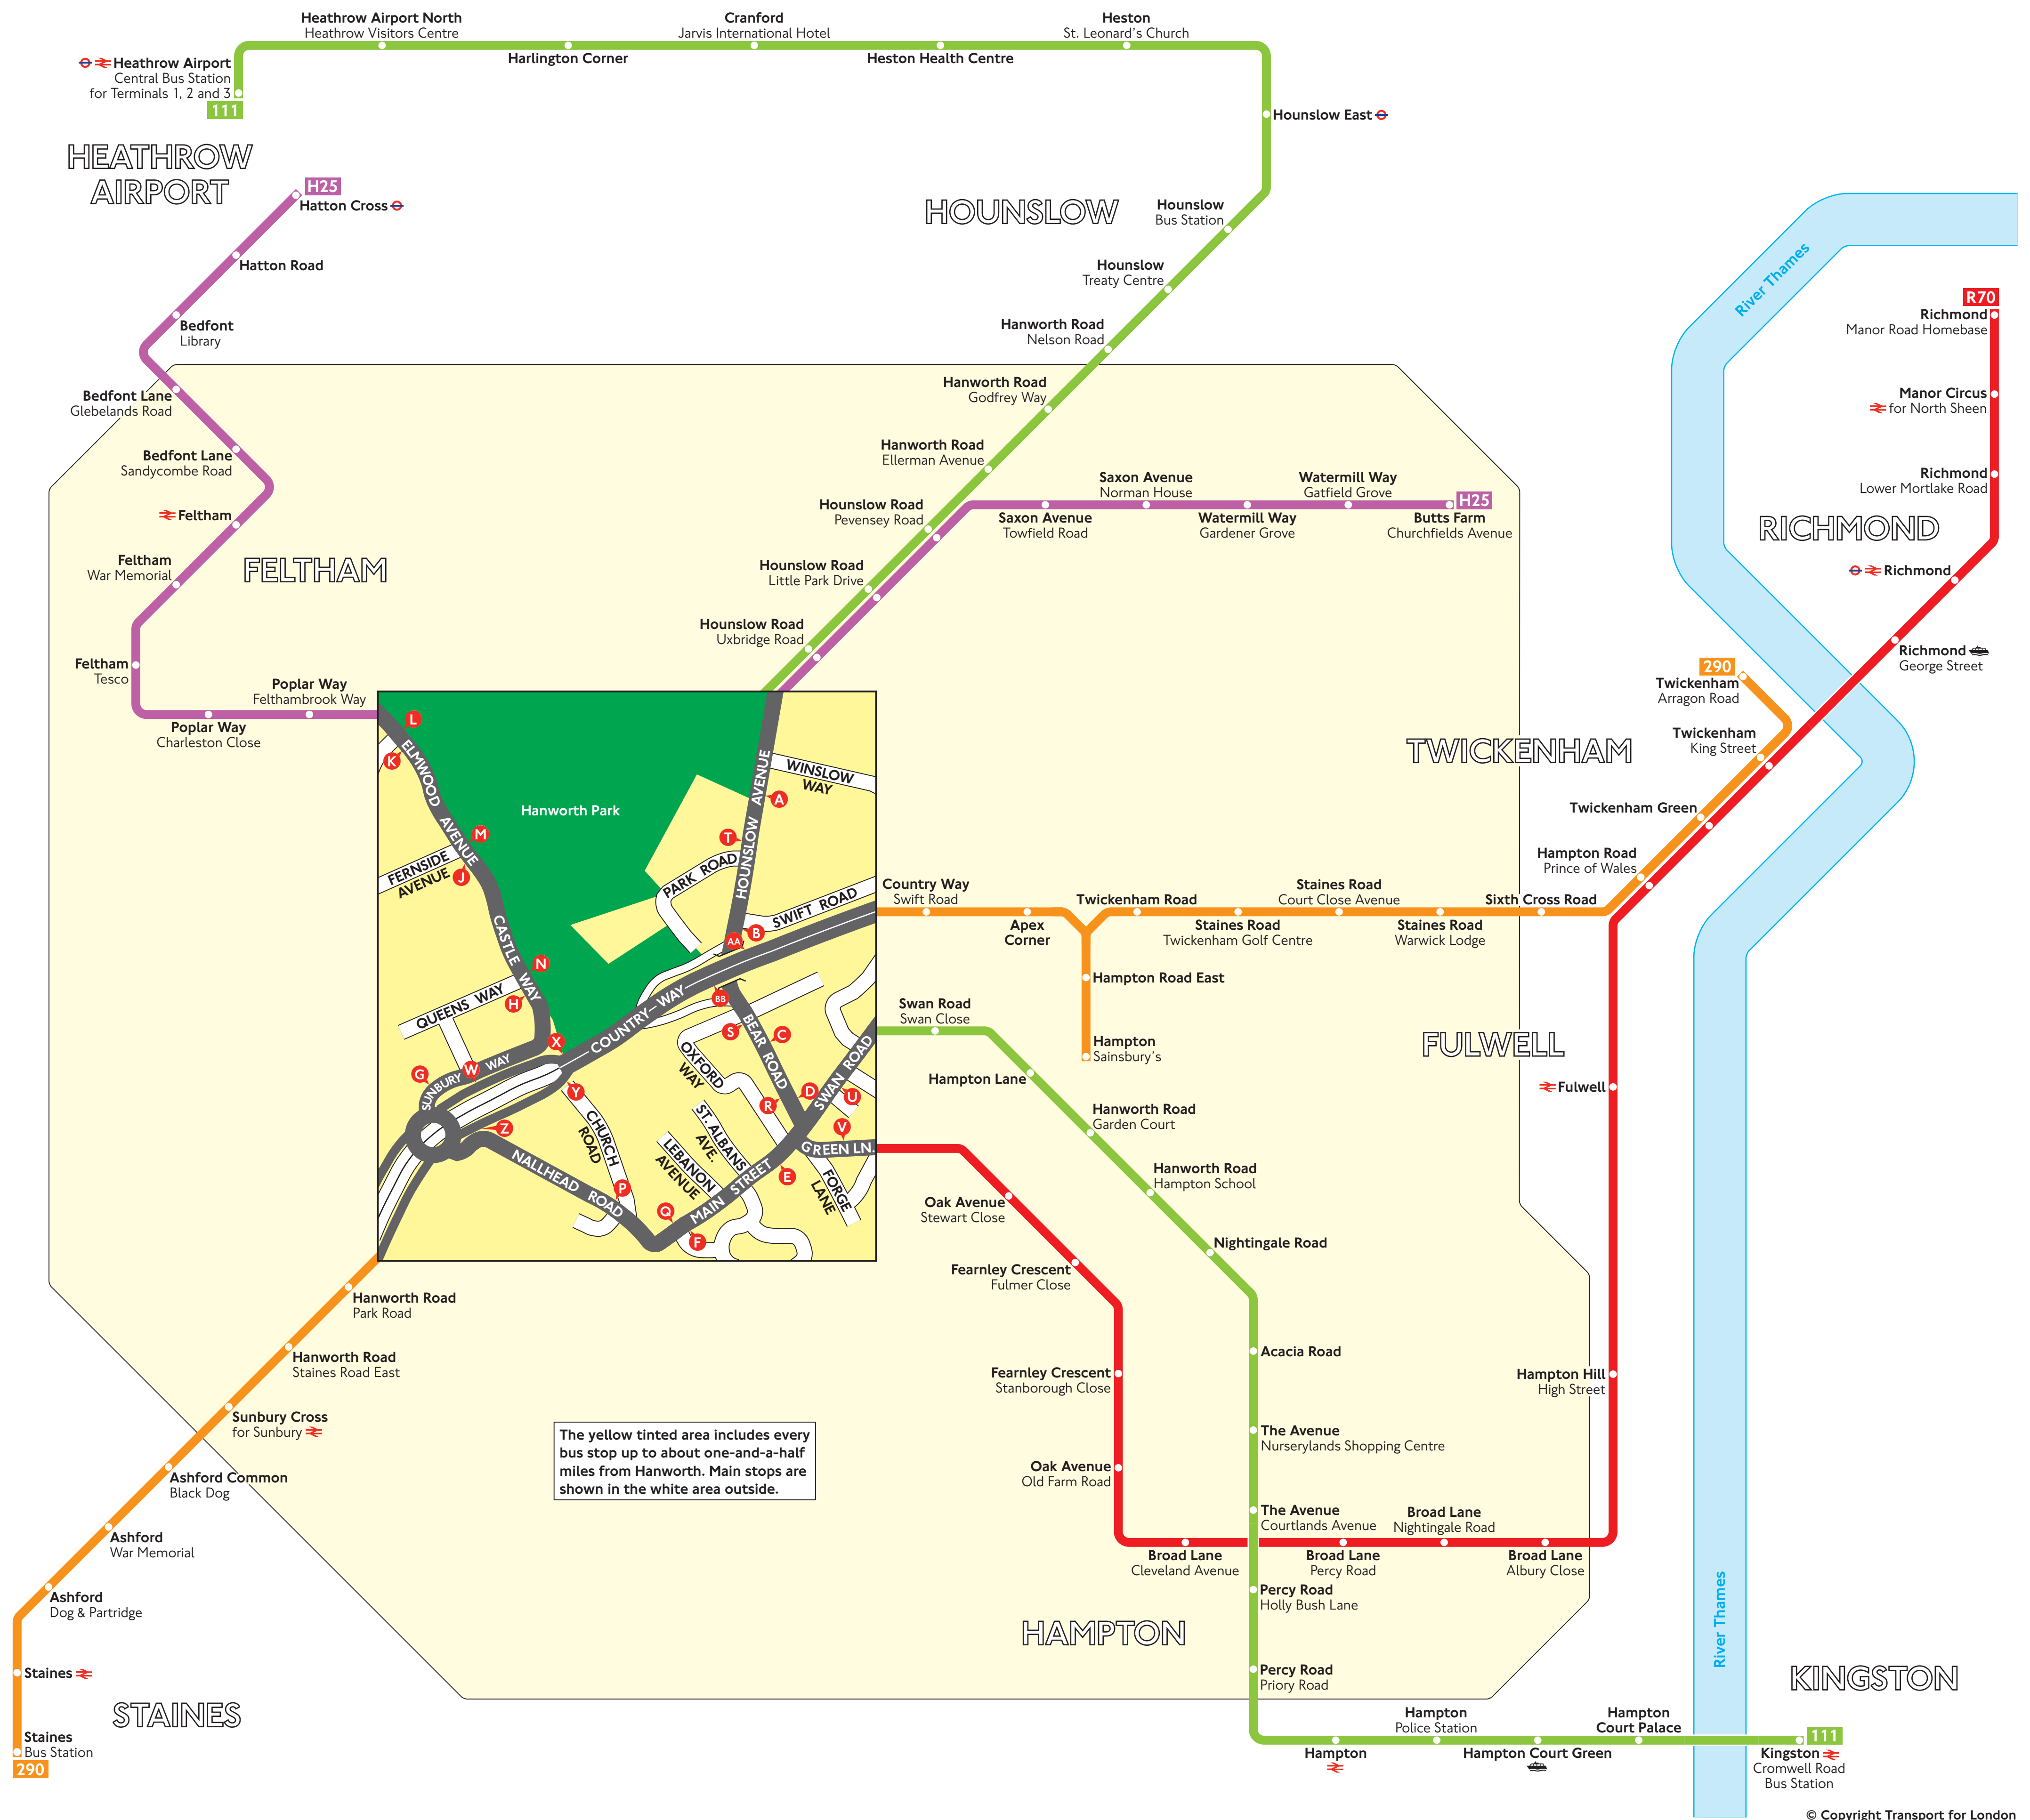 Heathrow Airport North
Heathrow Visitors Centre
Cranford
Jarvis International Hotel
Heston
St. Leonard's Church
Heathrow Airport
Central Bus Station
for Terminals 1, 2 and 3
111
Harlington Corner
Heston Health Centre
Hounslow East
HEATHROW
AIRPORT
H25
Hatton Cross
Hatton Road
Bedfont
Library
HOUNSLOW
Hounslow
Bus Station
Hounslow
Treaty Centre
Hanworth Road
Nelson Road
Hanworth Road
Godfrey Way
Hanworth Road
Ellerman Avenue
Hounslow Road
Pevensey Road
Hounslow Road
Little Park Drive
Hounslow Road
Uxbridge Road
Saxon Avenue
Towfield Road
Saxon Avenue
Norman House
Watermill Way
Gardener Grove
Watermill Way
Gatfield Grove
H25
Butts Farm
Churchfields Avenue
River Thames
R70
Richmond
Manor Road Homebase
Manor Circus
for North Sheen
Richmond
Lower Mortlake Road
RICHMOND
Richmond
Richmond
George Street
290
Twickenham
Arragon Road
Twickenham
King Street
TWICKENHAM
Twickenham Green
Hampton Road
Prince of Wales
Bedfont Lane
Glebelands Road
Bedfont Lane
Sandycombe Road
Feltham
Feltham
War Memorial
FELTHAM
Feltham
Tesco
Poplar Way
Charleston Close
Poplar Way
Felthambrook Way
L
K
ELMWOOD AVENUE
Hanworth Park
HOUNSLOW AVENUE
WINSLOW
WAY
A
T
M
FERNSIDE
AVENUE
J
PARK ROAD
SWIFT ROAD
B
AA
CASTLE WAY
N
QUEENS WAY
H
COUNTRY WAY
BB
S
C
BEAR ROAD
OXFORD
WAY
SWAN ROAD
X
W
G
SUNBURY WAY
Y
CHURCH
ROAD
Z
R
D
U
V
ST. ALBANS
AVE.
LEBANON
AVENUE
GREEN LN.
NALLHEAD ROAD
P
Q
MAIN STREET
E
F
FORGE
LANE
Country Way
Swift Road
Apex
Corner
Twickenham Road
Staines Road
Twickenham Golf Centre
Staines Road
Court Close Avenue
Staines Road
Warwick Lodge
Sixth Cross Road
Hampton Road East
Hampton
Sainsbury's
Swan Road
Swan Close
Hampton Lane
Hanworth Road
Garden Court
Hanworth Road
Hampton School
Nightingale Road
FULWELL
Fulwell
Oak Avenue
Stewart Close
Fearnley Crescent
Fulmer Close
Fearnley Crescent
Stanborough Close
Oak Avenue
Old Farm Road
Acacia Road
The Avenue
Nurserylands Shopping Centre
The Avenue
Courtlands Avenue
Hampton Hill
High Street
Broad Lane
Cleveland Avenue
Broad Lane
Percy Road
Broad Lane
Nightingale Road
Broad Lane
Albury Close
Percy Road
Holly Bush Lane
Percy Road
Priory Road
HAMPTON
Hanworth Road
Park Road
Hanworth Road
Staines Road East
Sunbury Cross
for Sunbury
Ashford Common
Black Dog
Ashford
War Memorial
Ashford
Dog & Partridge
Staines
STAINES
Staines
Bus Station
290
The yellow tinted area includes every
bus stop up to about one-and-a-half
miles from Hanworth. Main stops are
shown in the white area outside.
River Thames
KINGSTON
Hampton
Hampton
Police Station
Hampton Court Green
Hampton
Court Palace
111
Kingston
Cromwell Road
Bus Station
© Copyright Transport for London